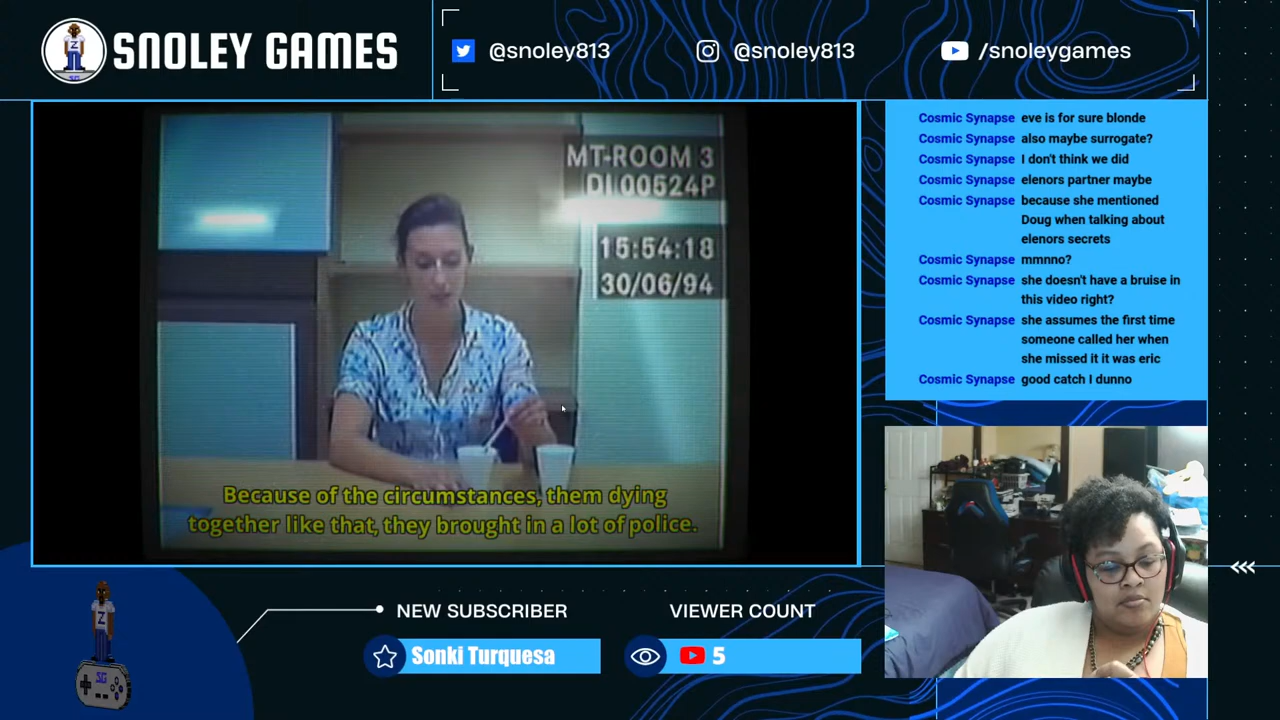 SNOLEY GAMES
@snoley813
@snoley813
/snoleygames
MT-ROOM 3
DI 00524P
15:54:18
30/06/94
Because of the circumstances, them dying
together like that, they brought in a lot of police.
Cosmic Synapse eve is for sure blonde
Cosmic Synapse also maybe surrogate?
Cosmic Synapse I don't think we did
Cosmic Synapse elenors partner maybe
Cosmic Synapse because she mentioned
Doug when talking about
elenors secrets
Cosmic Synapse mmnno?
Cosmic Synapse she doesn't have a bruise in
this video right?
Cosmic Synapse she assumes the first time
someone called her when
she missed it it was eric
Cosmic Synapse good catch I dunno
NEW SUBSCRIBER
Sonki Turquesa
VIEWER COUNT
5
Z
Z
SG